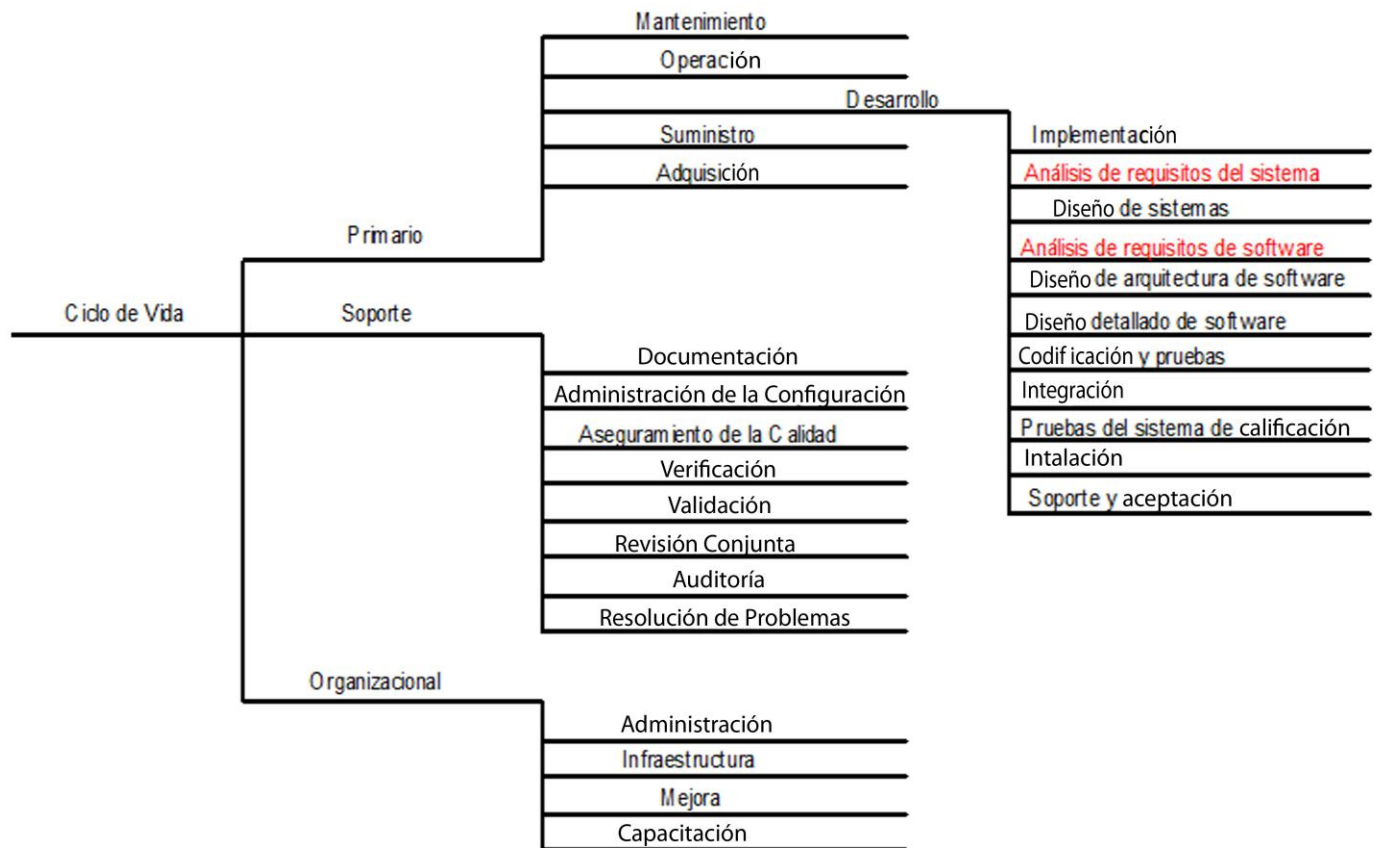 Mantenimiento
Operación
Desarrollo
Suministro
Adquisición
Implementación
Análisis de requisitos del sistema
Diseño de sistemas
Análisis de requisitos de software
Diseño de arquitectura de software
Diseño detallado de software
Codificación y pruebas
Integración
Pruebas del sistema de calificación
Intalación
Soporte y aceptación
Primario
Ciclo de Vida
Soporte
Documentación
Administración de la Configuración
Aseguramiento de la Calidad
Verificación
Validación
Revisión Conjunta
Auditoría
Resolución de Problemas
Organizacional
Administración
Infraestructura
Mejora
Capacitación